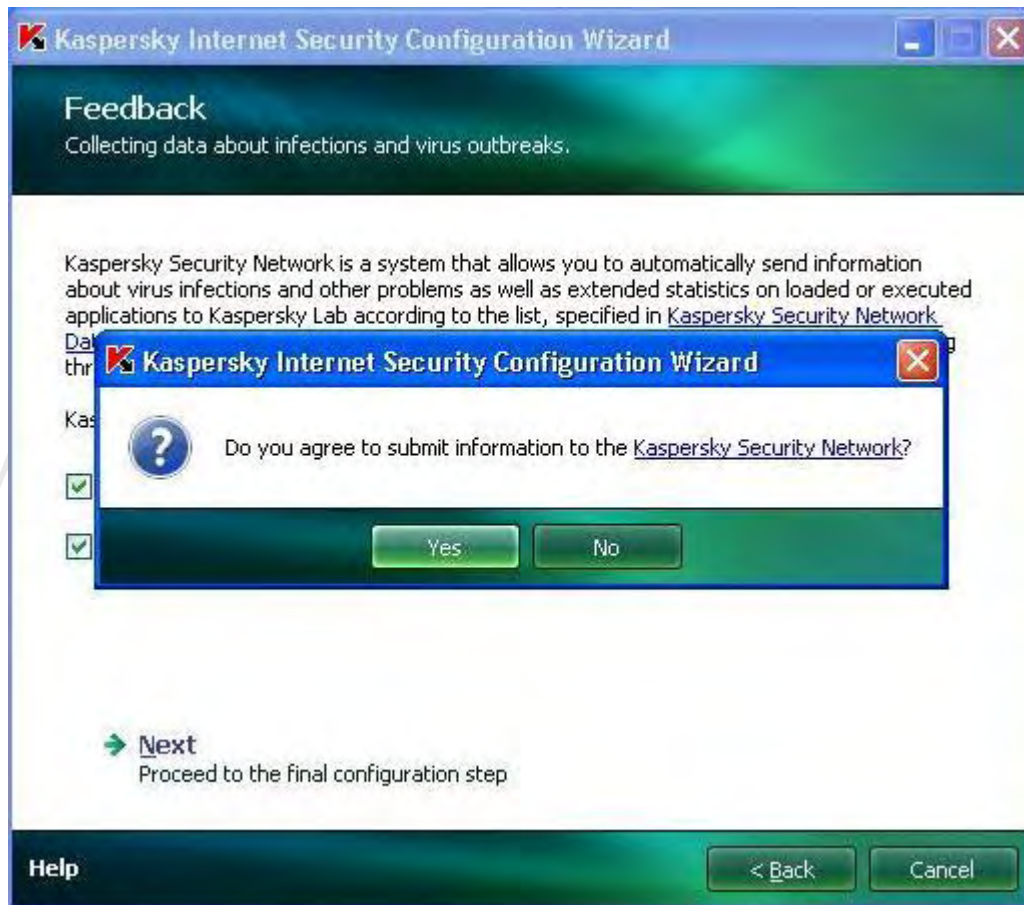 Kaspersky Internet Security Configuration Wizard
Feedback
Collecting data about infections and virus outbreaks.
Kaspersky Security Network is a system that allows you to automatically send information
about virus infections and other problems as well as extended statistics on loaded or executed
applications to Kaspersky Lab according to the list, specified in Kaspersky Security Network
Kaspersky Internet Security Configuration Wizard
Do you agree to submit information to the Kaspersky Security Network?
Yes
No
Next
Proceed to the final configuration step
Help
< Back
Cancel